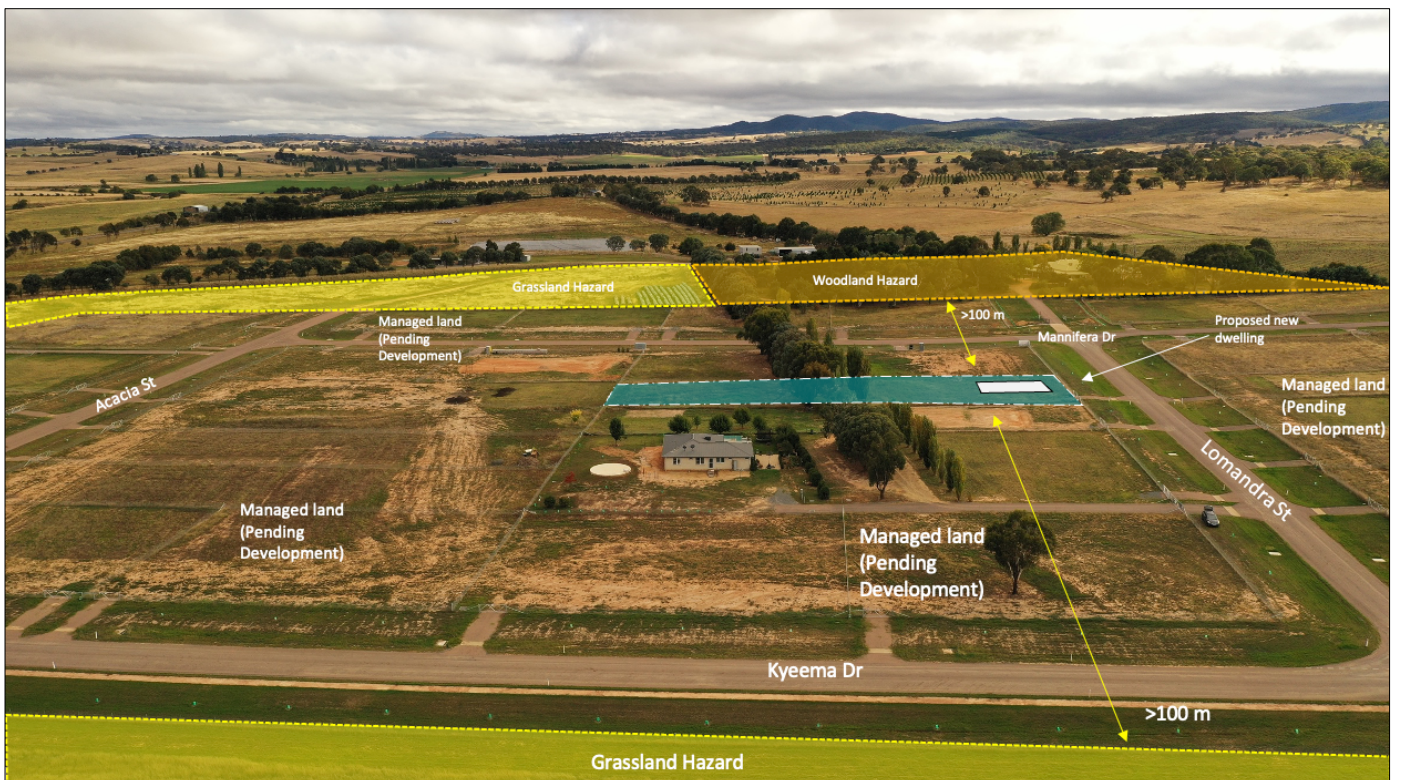 Grassland Hazard
Woodland Hazard
>100 m
Managed land
(Pending
Development)
Mannifera Dr
Proposed new
dwelling
Acacia St
Managed land
(Pending
Development)
Lomandra St
Managed land
(Pending
Development)
Managed land
(Pending
Development)
Kyeema Dr
>100 m
Grassland Hazard